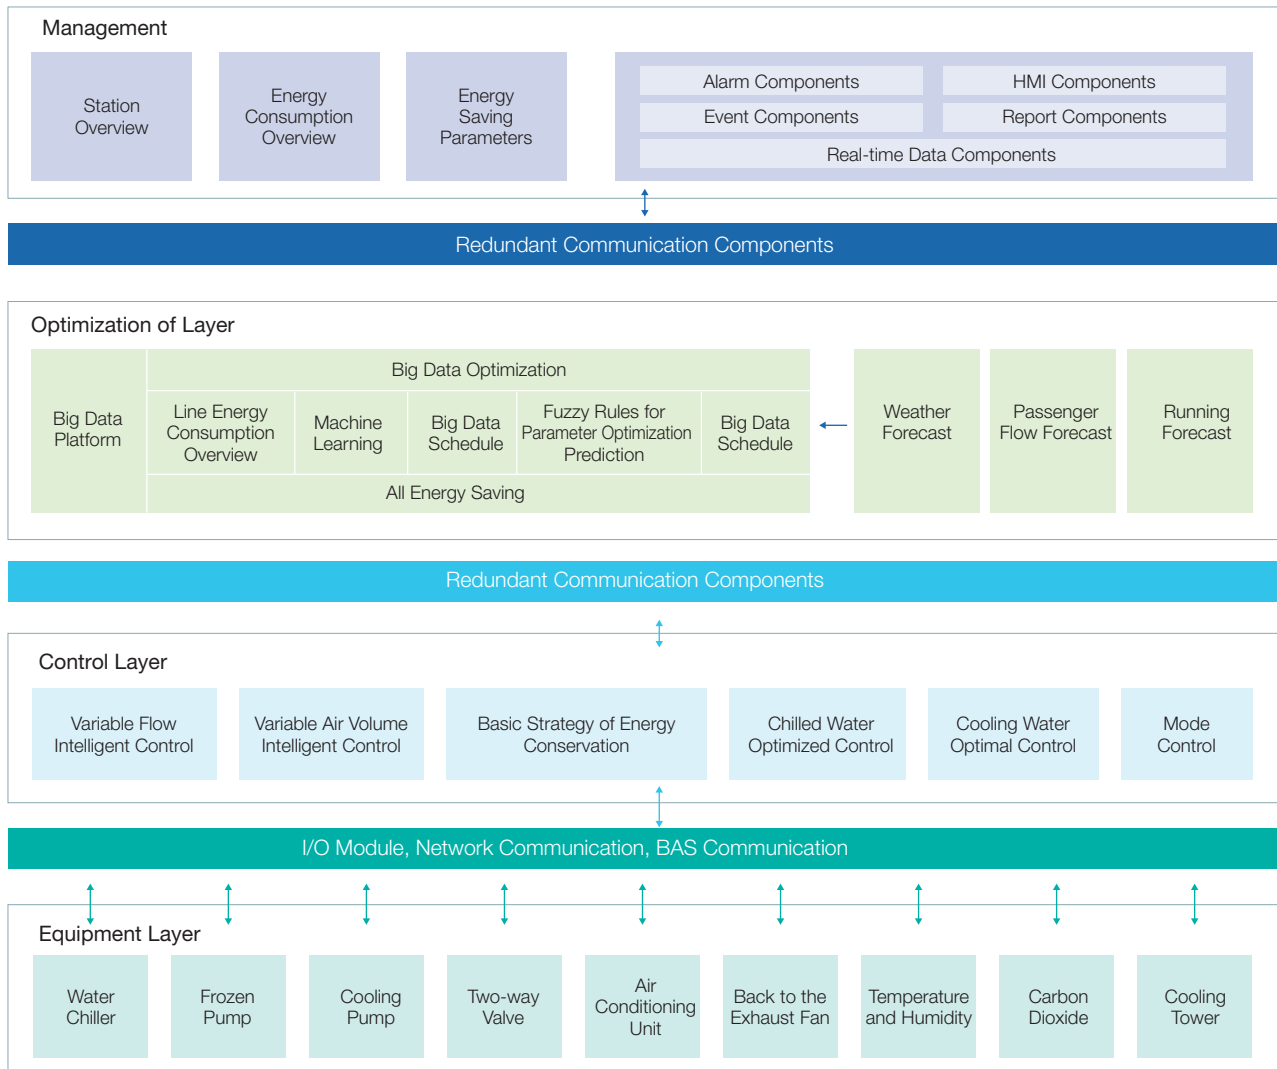 Management
Station
Overview
Energy
Consumption
Overview
Energy
Saving
Parameters
Alarm Components
HMI Components
Event Components
Report Components
Real-time Data Components
Redundant Communication Components
Optimization of Layer
Big Data
Platform
Big Data Optimization
Line Energy
Consumption
Overview
Machine
Learning
Big Data
Schedule
Fuzzy Rules for
Parameter Optimization
Prediction
Big Data
Schedule
All Energy Saving
Weather
Forecast
Passenger
Flow Forecast
Running
Forecast
Redundant Communication Components
Control Layer
Variable Flow
Intelligent Control
Variable Air Volume
Intelligent Control
Basic Strategy of Energy
Conservation
Chilled Water
Optimized Control
Cooling Water
Optimal Control
Mode
Control
I/O Module, Network Communication, BAS Communication
Equipment Layer
Water
Chiller
Frozen
Pump
Cooling
Pump
Two-way
Valve
Air
Conditioning
Unit
Back to the
Exhaust Fan
Temperature
and Humidity
Carbon
Dioxide
Cooling
Tower